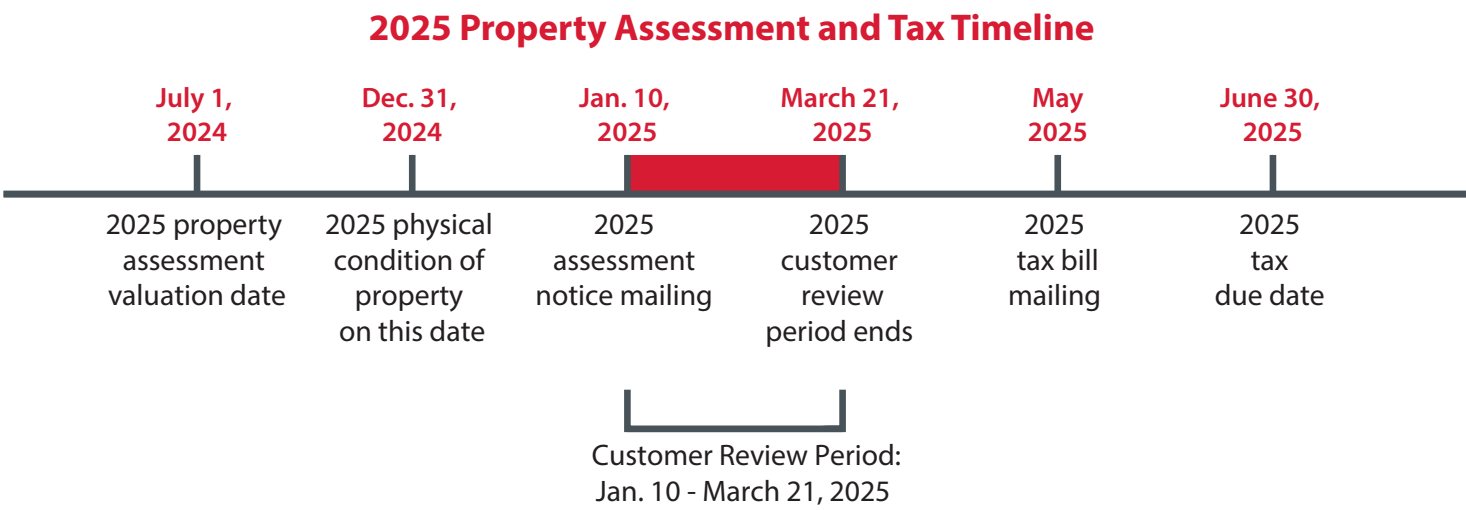 2025 Property Assessment and Tax Timeline
July 1,
2024
Dec. 31,
2024
Jan. 10,
2025
March 21,
2025
May
2025
June 30,
2025
2025 property
assessment
valuation date
2025 physical
condition of
property
on this date
2025
assessment
notice mailing
2025
customer
review
period ends
2025
tax bill
mailing
2025
tax
due date
Customer Review Period:
Jan. 10 - March 21, 2025